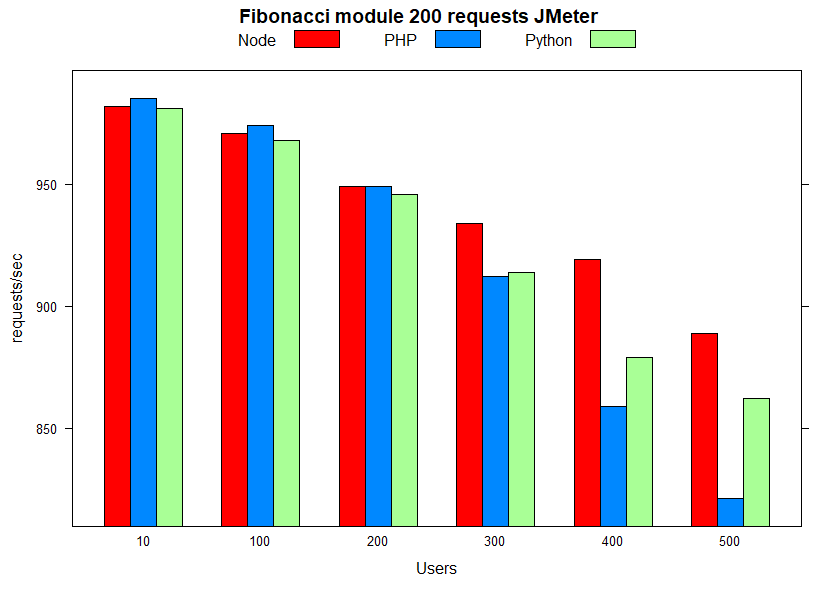 Fibonacci module 200 requests JMeter
Node PHP Python
950
900
850
requests/sec
10 100 200 300 400 500
Users